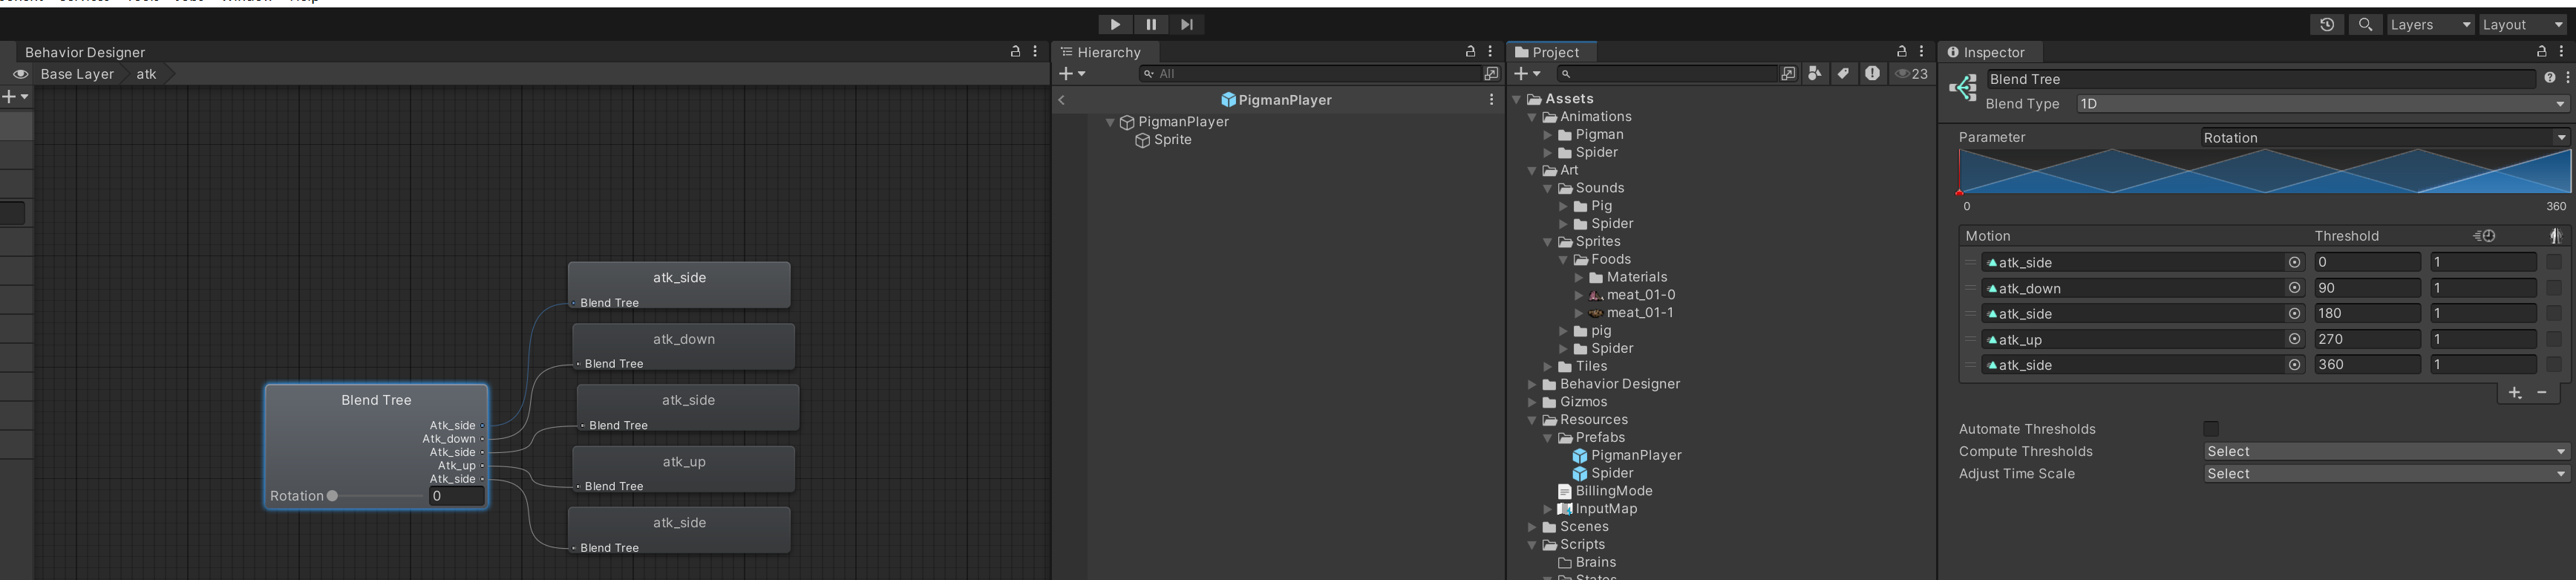 Layers
Layout
Behavior Designer
Base Layer
atk
atk_side
Blend Tree
atk_down
Blend Tree
atk_side
Blend Tree
atk_up
Blend Tree
atk_side
Blend Tree
Blend Tree
Atk_side
Atk_down
Atk_side
Atk_up
Atk_side
Rotation 0
Hierarchy
All
PigmanPlayer
PigmanPlayer
Sprite
Project
23
Assets
Animations
Pigman
Spider
Art
Sounds
Pig
Spider
Sprites
Foods
Materials
meat_01-0
meat_01-1
pig
Spider
Tiles
Behavior Designer
Gizmos
Resources
Prefabs
PigmanPlayer
Spider
BillingMode
InputMap
Scenes
Scripts
Brains
Inspector
Blend Tree
Blend Type 1D
Parameter Rotation
0 360
Motion Threshold
atk_side 0 1
atk_down 90 1
atk_side 180 1
atk_up 270 1
atk_side 360 1
Automate Thresholds
Compute Thresholds Select
Adjust Time Scale Select